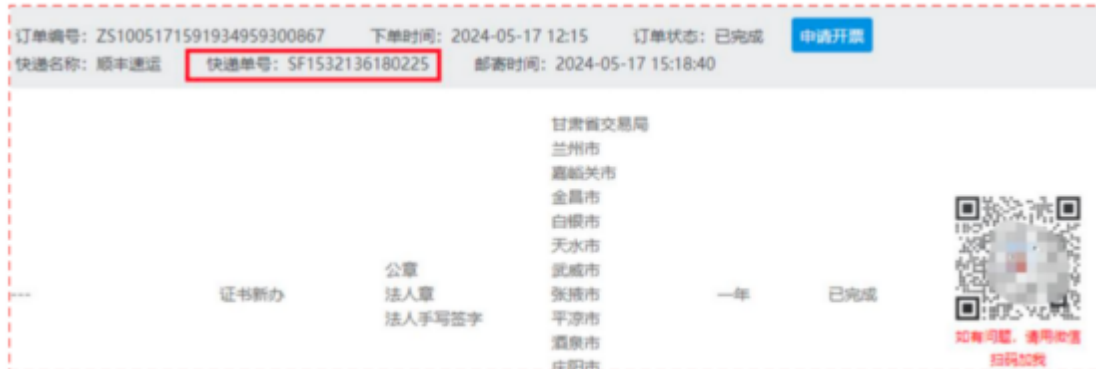 订单编号：ZS1005171591934959300867 下单时间：2024-05-17 12:15 订单状态：已完成 申请开票
快递名称：顺丰速运 快递单号：SF1532136180225 邮寄时间：2024-05-17 15:18:40
甘肃省交易局
兰州市
嘉峪关市
金昌市
白银市
天水市
公章 武威市
--- 证书新办 法人章 张掖市 一年 已完成
法人手写签字 平凉市
酒泉市
庆阳市
如有问题，请用微信
扫码加我